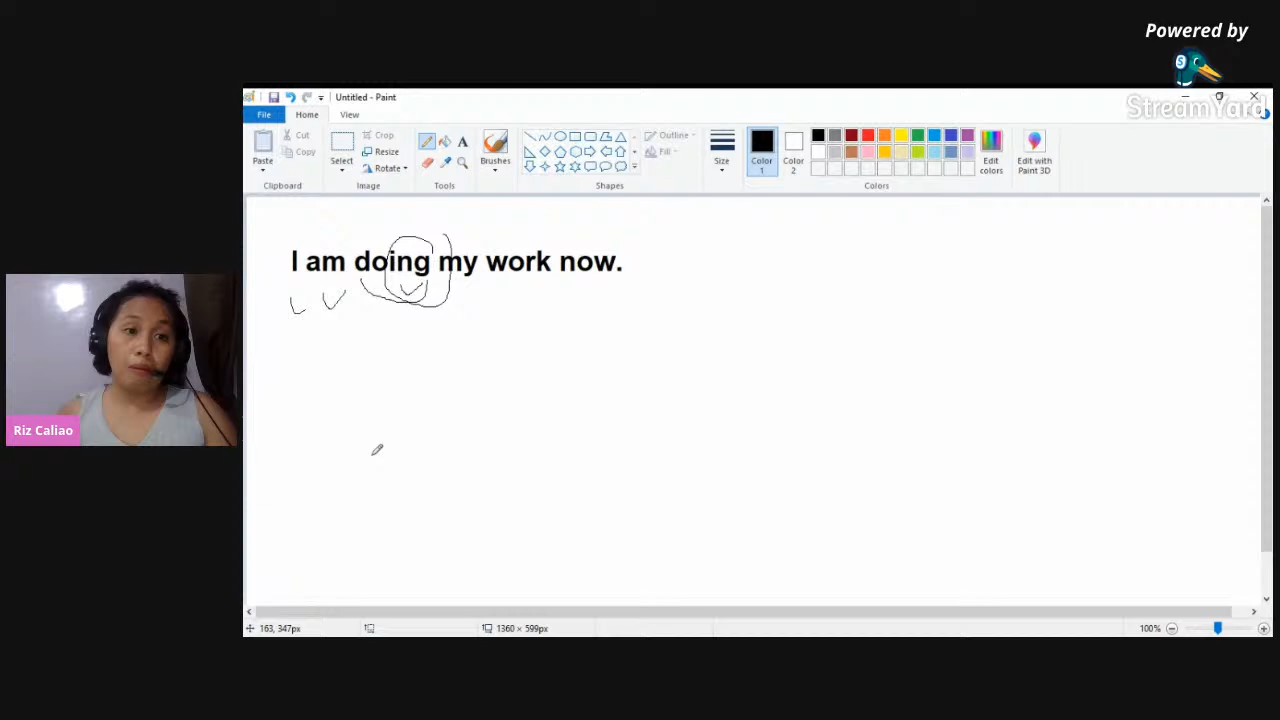 Powered by
StreamYard
Untitled - Paint
File Home View
Paste Cut Copy Select Crop Resize Rotate Brushes Outline Fill Size Color 1 Color 2 Edit colors Edit with Paint 3D
Clipboard Image Tools Shapes Colors
I am doing my work now.
Riz Caliao
163, 347px 1360 × 599px 100%